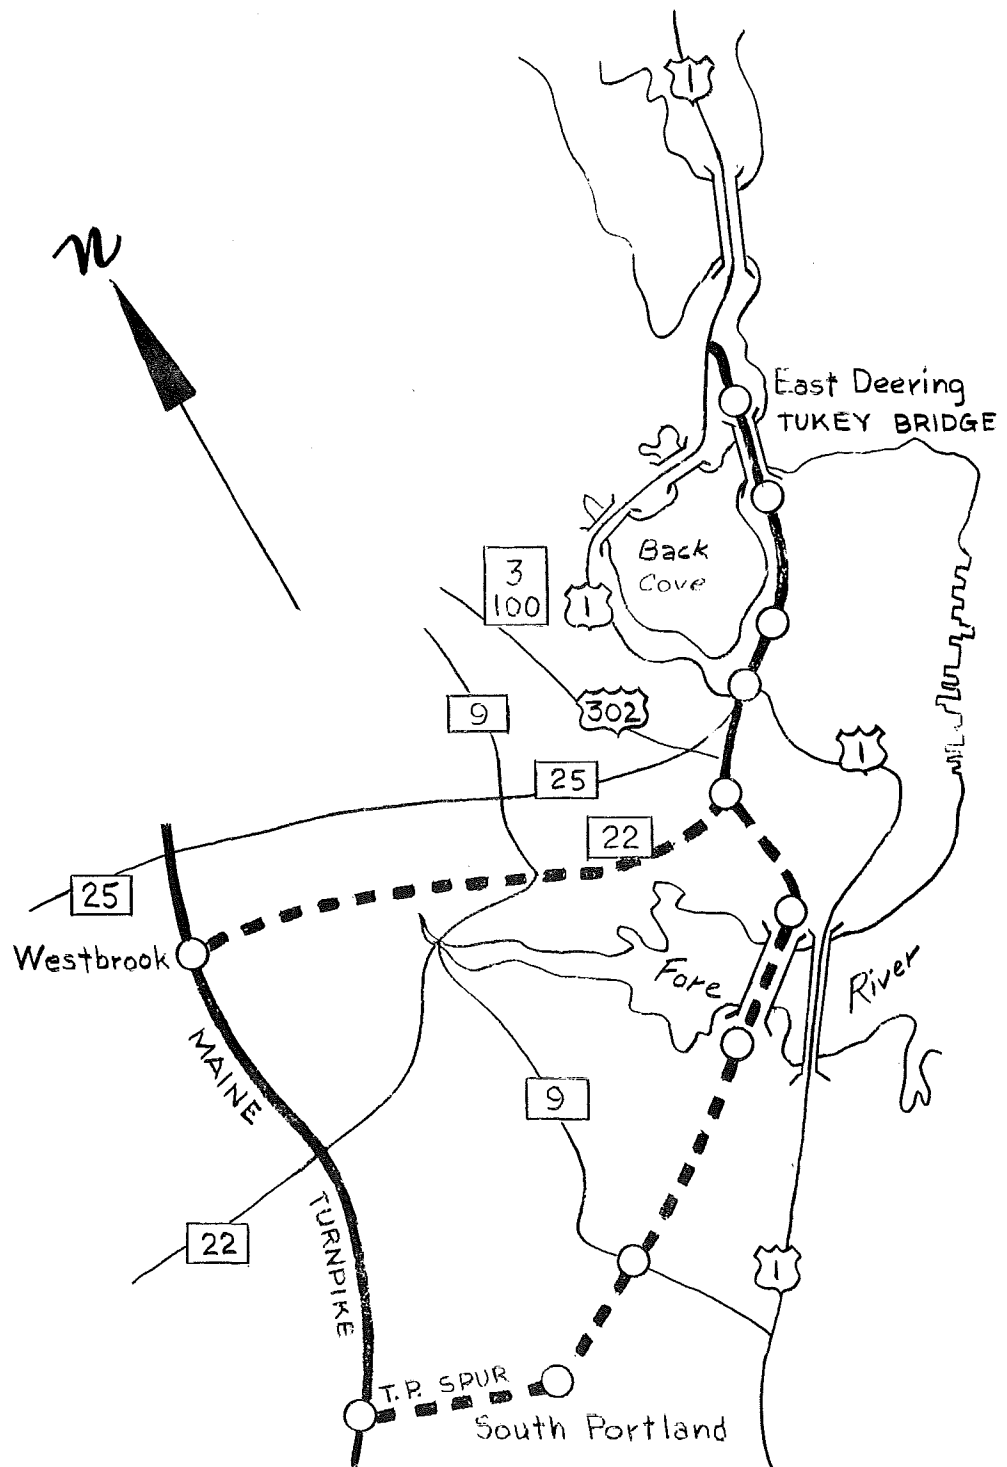 1
n
East Deering
TUKEY BRIDGE
Back
Cove
3
100
1
9
302
25
1
22
25
Westbrook
Fore
River
MAINE
9
22
TURNPIKE
1
T.P. SPUR
South Portland